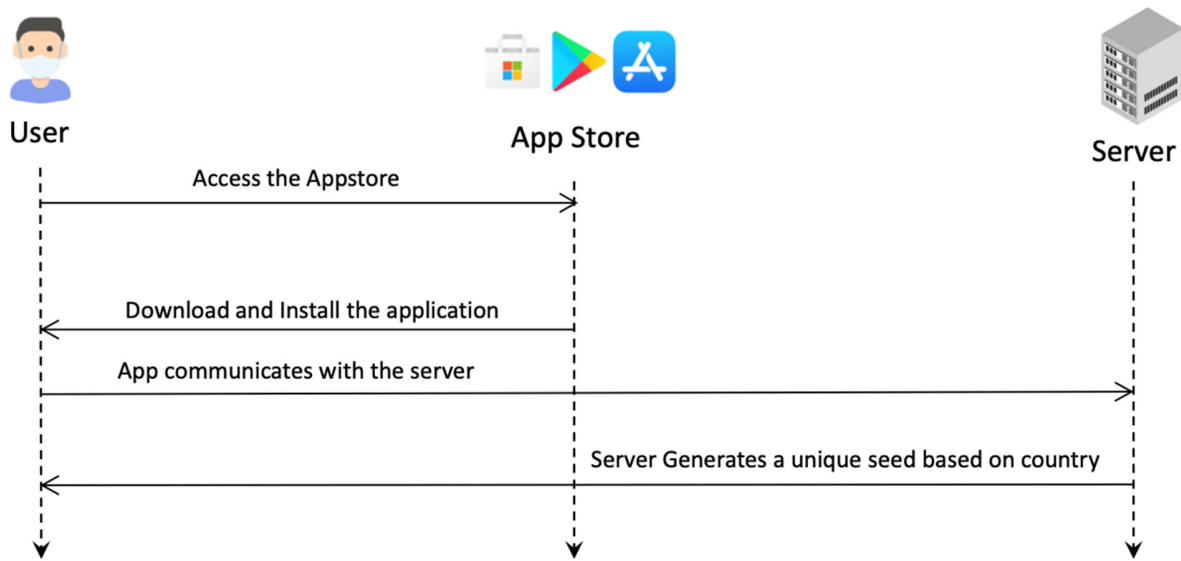 User
App Store
Server
Access the Appstore
Download and Install the application
App communicates with the server
Server Generates a unique seed based on country